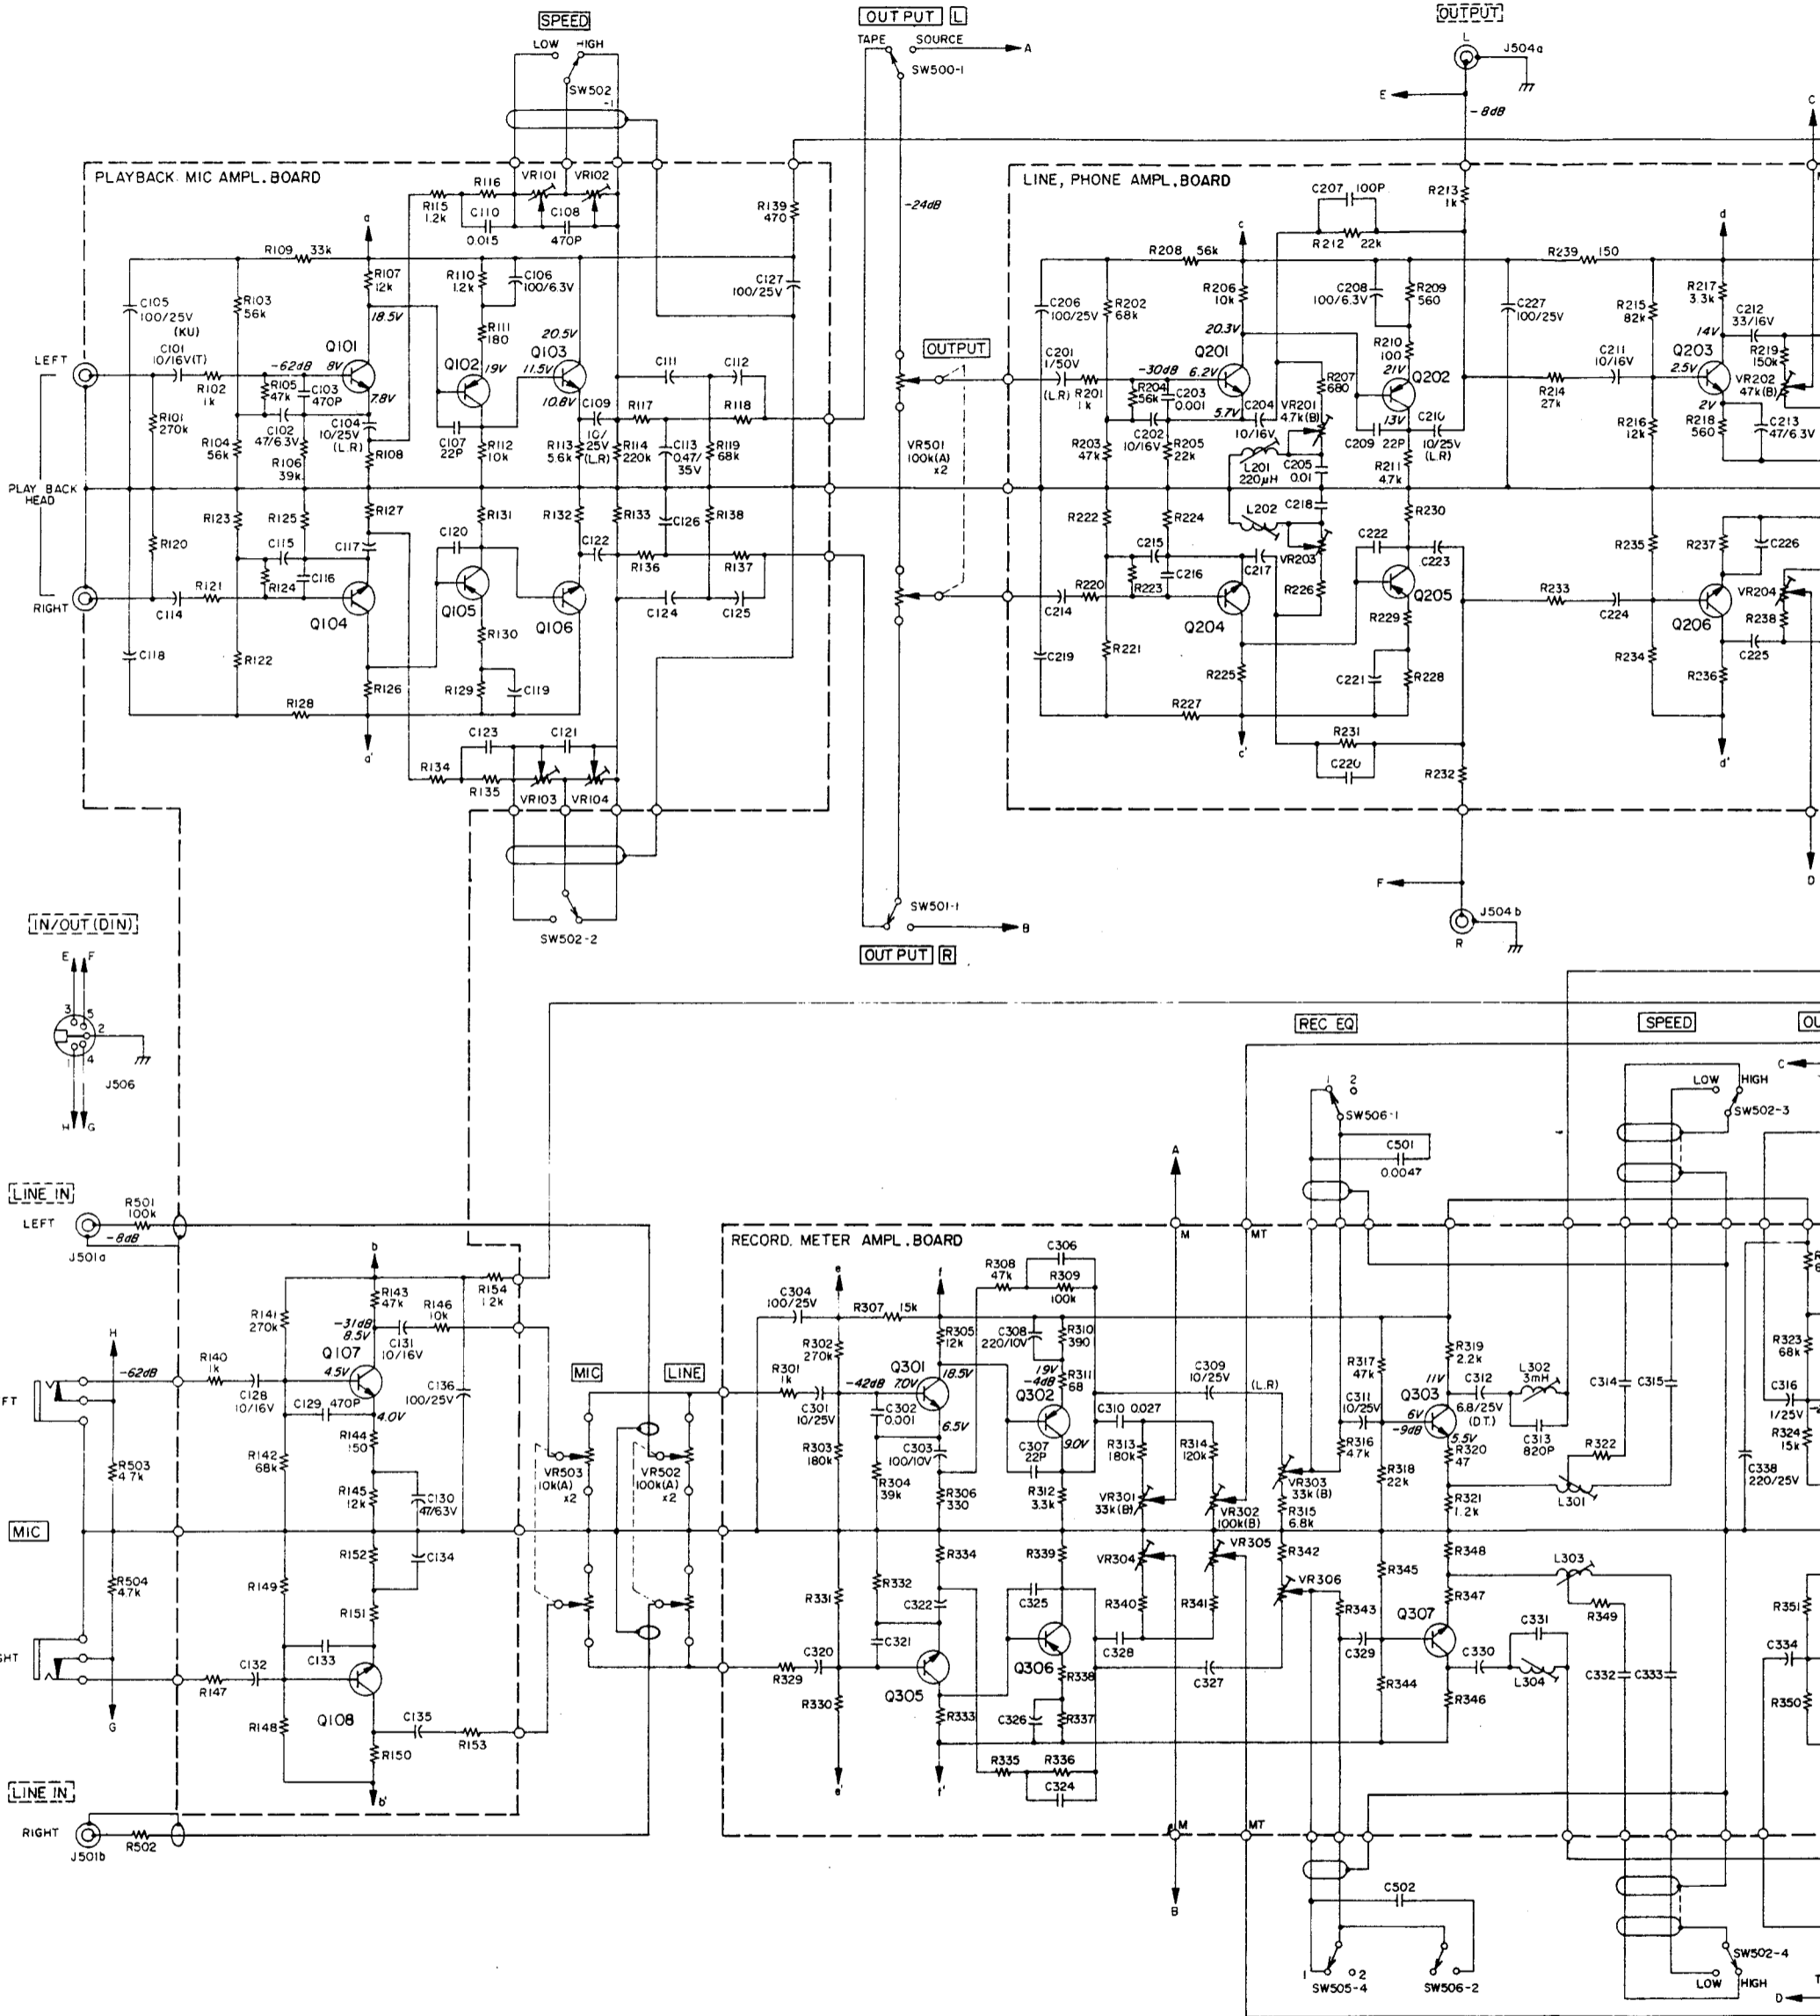 SPEED
LOW HIGH
SW502
-1
OUTPUT L
TAPE SOURCE
A
SW500-1
OUTPUT
L
J504a
E
-8dB
C
PLAYBACK. MIC AMPL. BOARD
R115
1.2k
R116
C110
0.015
VR101
VR102
C108
470P
R139
470
-24dB
LINE, PHONE AMPL. BOARD
C207 100P
R212 22k
R213
1k
a
R109 33k
R107
12k
R110
1.2k
C106
100/6.3V
C127
100/25V
C105
100/25V
(KU)
R103
56k
18.5V
R111
180
20.5V
LEFT
C101
10/16V(T)
R102
1k
-62dB
8V
Q101
R105
47k
C103
470P
7.8V
Q102
19V
Q103
11.5V
10.8V
C111
C112
R101
270k
C102
47/6.3V
C104
10/25V
(L.R)
C107
22P
C109
10/
25V
(L.R)
R117
R118
R104
56k
R106
39k
R108
R112
10k
R113
5.6k
R114
220k
C113
0.47/
35V
R119
68k
PLAY BACK
HEAD
R123
R125
R127
R131
R132
R133
C126
R138
R120
C115
C117
C120
C122
R136
R137
R121
R124
C116
Q105
Q106
C124
C125
RIGHT
C114
Q104
R130
C118
R122
R126
R129
C119
R128
a'
C123
C121
R134
R135
VR103
VR104
SW502-2
OUTPUT
VR501
100k(A)
x2
SW501-1
B
OUTPUT R
c
R208 56k
R206
10k
C208
100/6.3V
R209
560
C206
100/25V
R202
68k
20.3V
R210
100
21V
C201
1/50V
(L.R)
R201
1k
-30dB
6.2V
Q201
R204
56k
C203
0.001
5.7V
C204
10/16V
R207
680
VR201
47k(B)
Q202
13V
C209 22P
C210
10/25V
(L.R)
R203
47k
C202
10/16V
R205
22k
L201
220μH
C205
0.01
R211
4.7k
R222
R224
L202
C218
R230
C222
C215
R223
C216
C217
VR203
C223
R220
C214
Q204
R226
Q205
R229
C219
R221
R225
C221
R228
R227
c'
R231
C220
R232
F
J504b
R
R239 150
C227
100/25V
R215
82k
d
R217
3.3k
C212
33/16V
14V
C211
10/16V
2.5V
Q203
R219
150k
VR202
47k(B)
R214
27k
2V
R216
12k
R218
560
C213
47/6.3V
R235
R237
C226
R233
C224
VR204
R238
Q206
C225
R234
R236
d'
D
IN/OUT (DIN)
E F
3 5
2
1 4
J506
H G
LINE IN
LEFT
R501
100k
-8dB
J501a
b
R154
1.2k
R141
270k
R143
47k
R146
10k
-31dB
8.5V
C131
10/16V
H
-62dB
R140
1k
Q107
4.5V
C128
10/16V
C129 470P
4.0V
C136
100/25V
FT
R142
68k
R144
150
R503
4.7k
R145
12k
C130
47/63V
MIC
R504
4.7k
R149
R152
C134
R151
C133
GHT
C132
R147
G
R148
Q108
C135
R150
R153
b'
LINE IN
RIGHT
R502
J501b
MIC
LINE
VR503
10k(A)
x2
VR502
100k(A)
x2
RECORD. METER AMPL. BOARD
C304
100/25V
e
R307 15k
f
R308
47k
C306
R309
100k
R302
270k
R305
12k
C308
220/10V
R310
390
R301
1k
-42dB
7.0V
Q301
18.5V
19V
-4dB
R311
68
C301
10/25V
C302
0.001
6.5V
Q302
9.0V
C310 0.027
C309
10/25V
(L.R)
R303
180k
C303
100/10V
C307
22P
R313
180k
R314
120k
R304
39k
R306
330
R312
3.3k
VR301
33k(B)
VR302
100k(B)
VR303
33k(B)
R315
6.8k
R334
R339
VR304
VR305
R342
VR306
R332
C322
C325
R340
R341
R331
C321
C320
R329
R330
Q305
Q306
R338
C328
C327
R333
C326
R337
R335
R336
C324
e'
f'
A
M
MT
M
MT
B
REC EQ
1 2
SW506-1
C501
0.0047
R317
47k
R319
2.2k
11V
C312
6.8/25V
(D.T.)
L302
3mH
C311
10/25V
6V
-9dB
Q303
5.5V
C313
820P
R316
4.7k
R318
22k
R320
47
R322
L301
R321
1.2k
R348
R345
L303
R343
R347
R349
Q307
C331
C329
C330
L304
R344
R346
C502
1 2
SW505-4
SW506-2
SPEED
LOW HIGH
C
SW502-3
C314
C315
R323
68k
C316
1/25V
R324
15k
C338
220/25V
C332
C333
R351
C334
R350
SW502-4
LOW HIGH
D